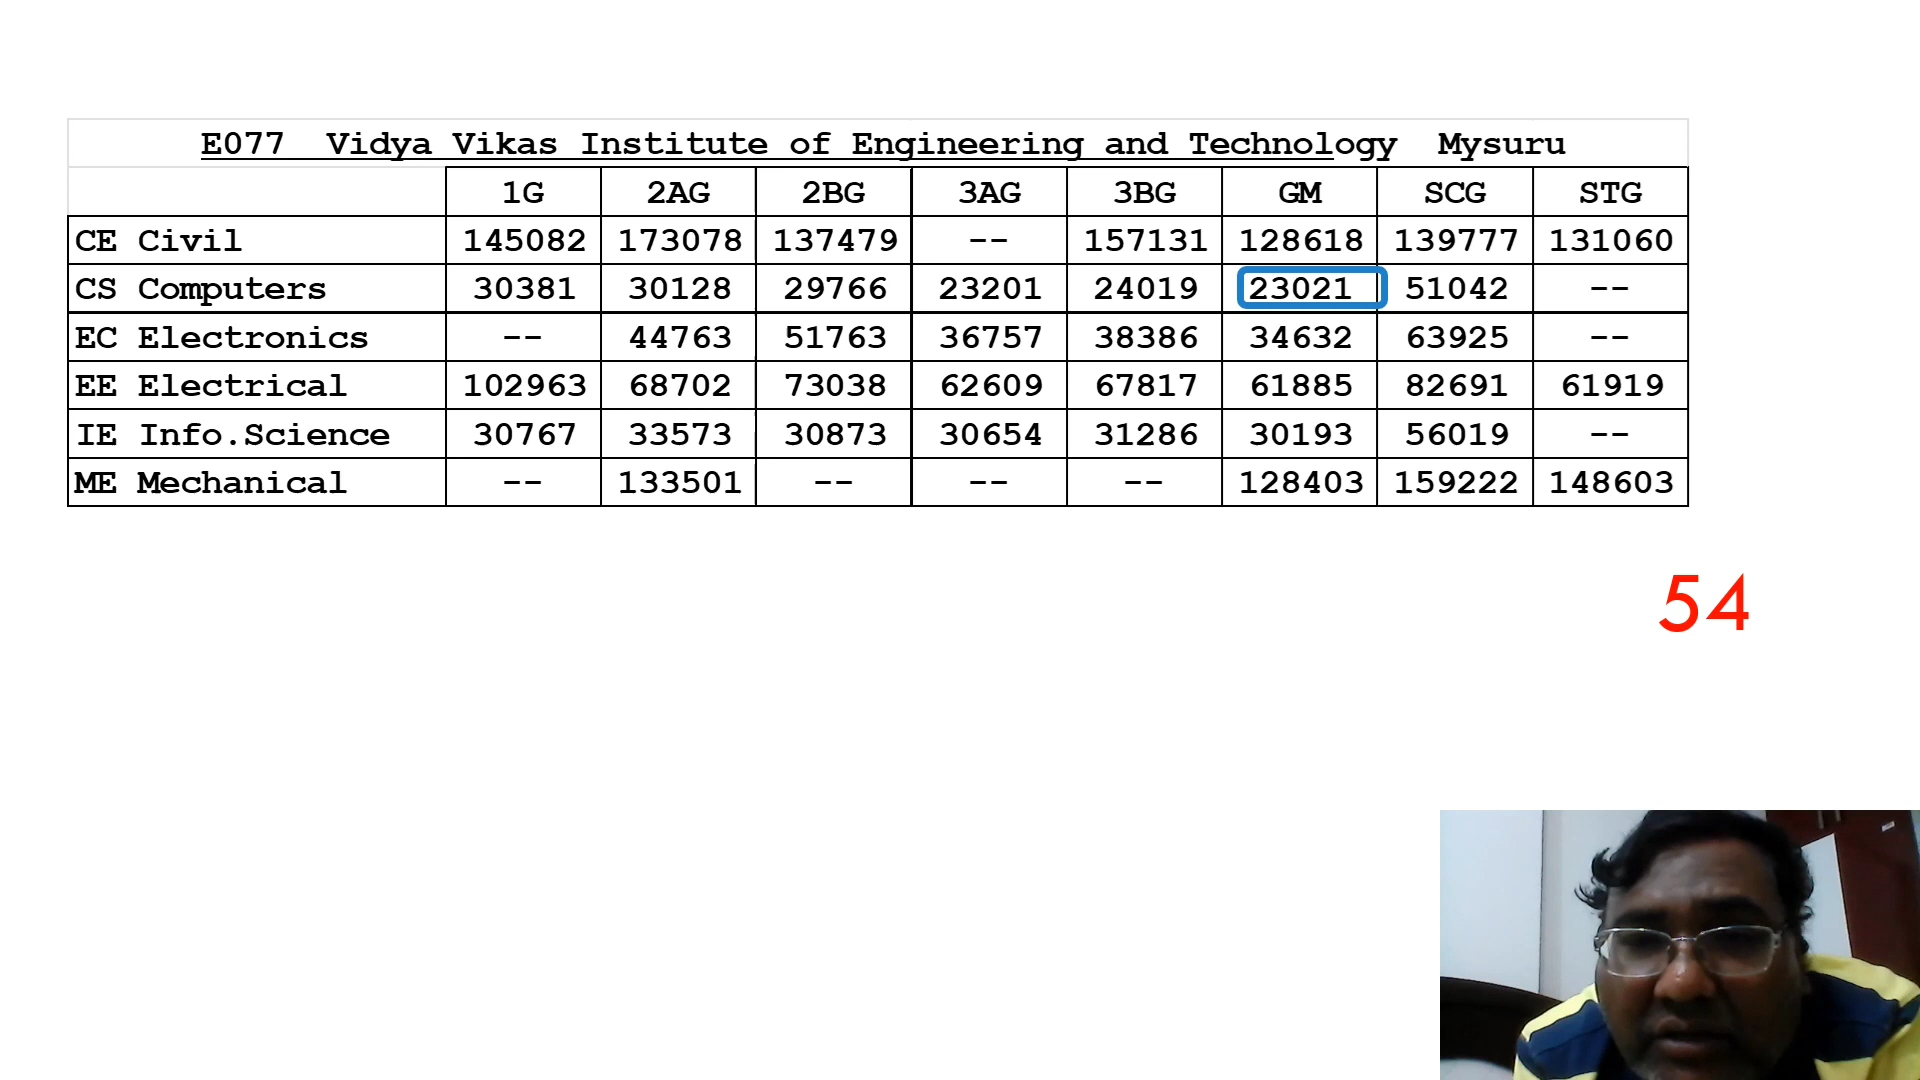 E077 Vidya Vikas Institute of Engineering and Technology Mysuru
1G 2AG 2BG 3AG 3BG GM SCG STG
CE Civil 145082 173078 137479 -- 157131 128618 139777 131060
CS Computers 30381 30128 29766 23201 24019 23021 51042 --
EC Electronics -- 44763 51763 36757 38386 34632 63925 --
EE Electrical 102963 68702 73038 62609 67817 61885 82691 61919
IE Info.Science 30767 33573 30873 30654 31286 30193 56019 --
ME Mechanical -- 133501 -- -- -- 128403 159222 148603
54